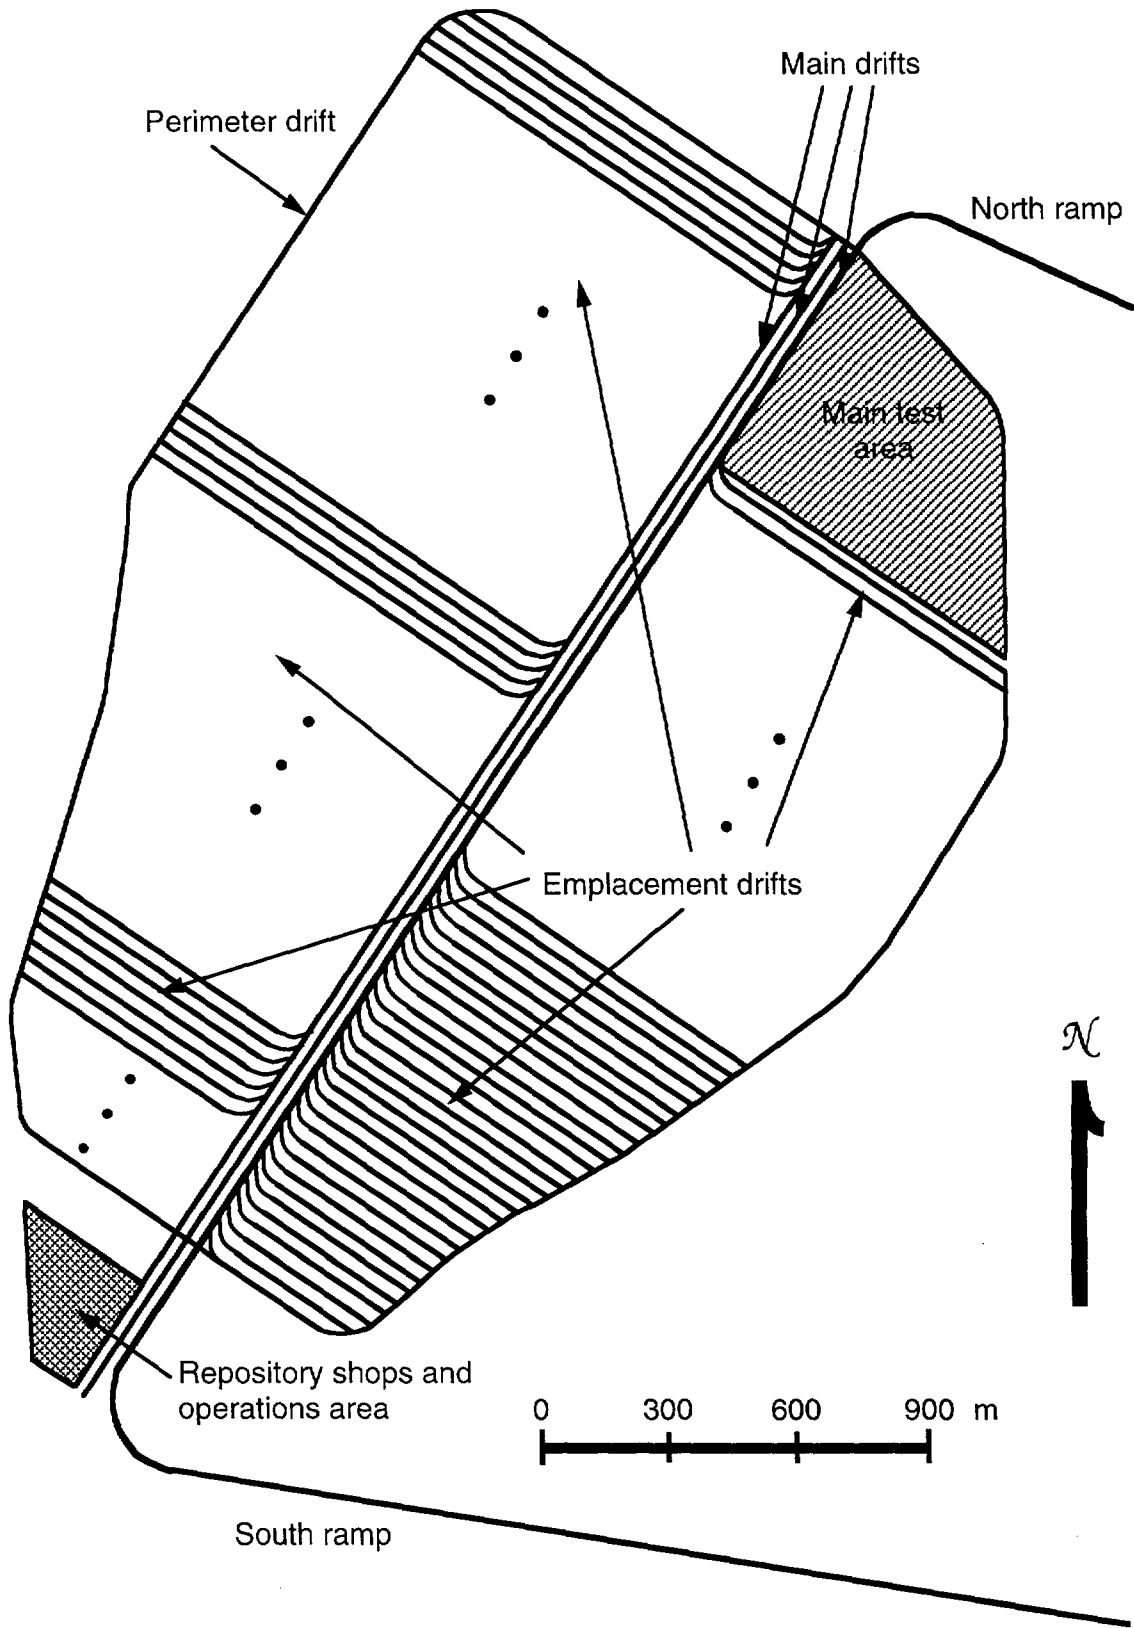 Main drifts
Perimeter drift
North ramp
Main test
area
Emplacement drifts
N
Repository shops and
operations area
0 300 600 900 m
South ramp